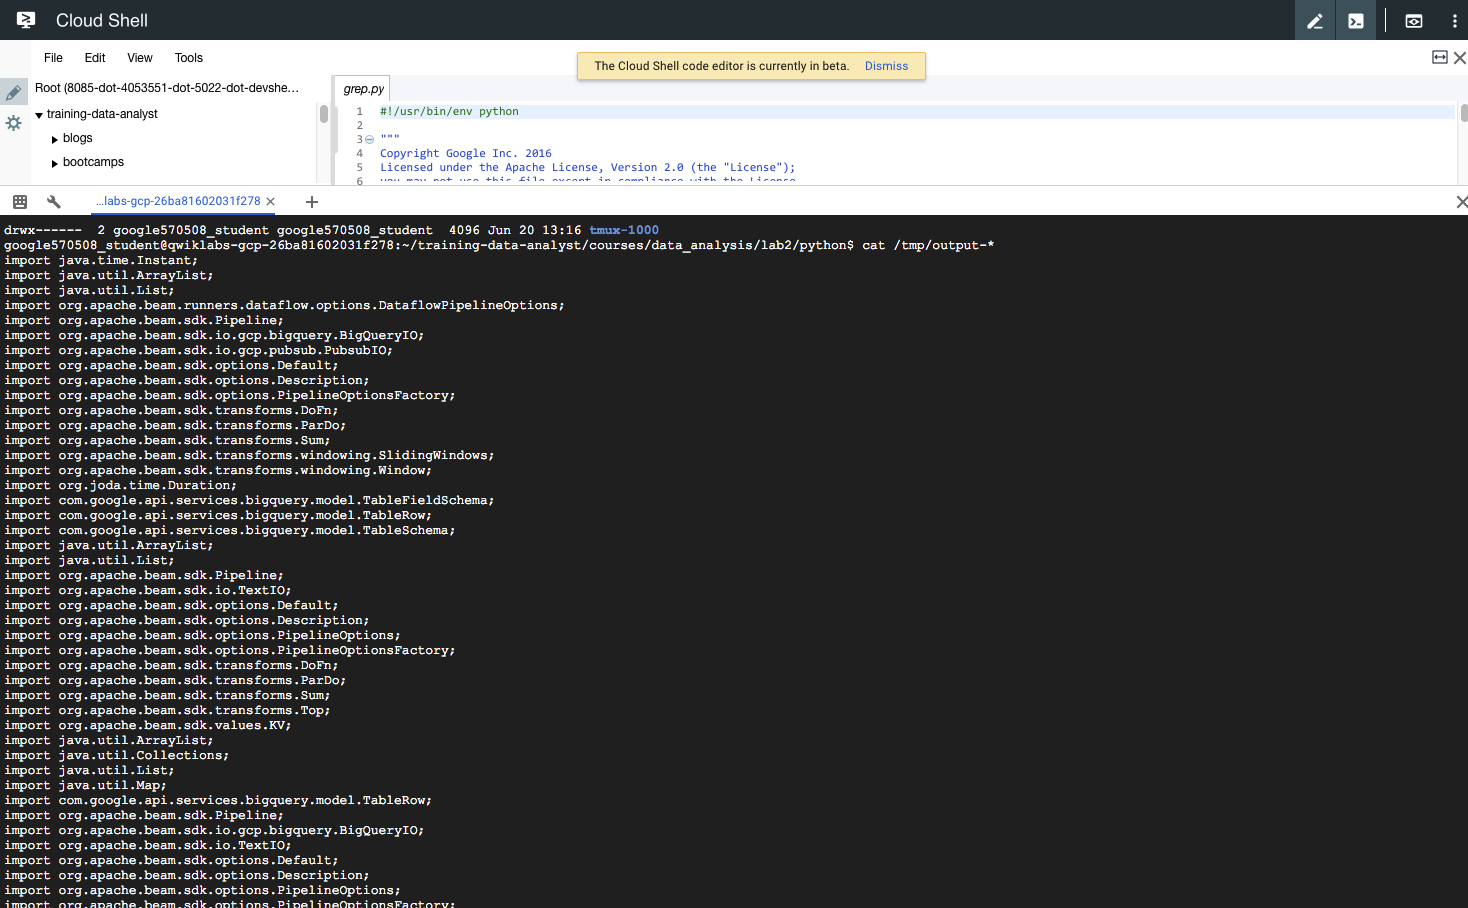 Cloud Shell
File Edit View Tools
The Cloud Shell code editor is currently in beta. Dismiss
Root (8085-dot-4053551-dot-5022-dot-devshe...
training-data-analyst
blogs
bootcamps
grep.py
1 #!/usr/bin/env python
2
3 """
4 Copyright Google Inc. 2016
5 Licensed under the Apache License, Version 2.0 (the "License");
6 you may not use this file except in compliance with the License
...labs-gcp-26ba81602031f278
drwx------  2 google570508_student google570508_student  4096 Jun 20 13:16 tmux-1000
google570508_student@qwiklabs-gcp-26ba81602031f278:~/training-data-analyst/courses/data_analysis/lab2/python$ cat /tmp/output-*
import java.time.Instant;
import java.util.ArrayList;
import java.util.List;
import org.apache.beam.runners.dataflow.options.DataflowPipelineOptions;
import org.apache.beam.sdk.Pipeline;
import org.apache.beam.sdk.io.gcp.bigquery.BigQueryIO;
import org.apache.beam.sdk.io.gcp.pubsub.PubsubIO;
import org.apache.beam.sdk.options.Default;
import org.apache.beam.sdk.options.Description;
import org.apache.beam.sdk.options.PipelineOptionsFactory;
import org.apache.beam.sdk.transforms.DoFn;
import org.apache.beam.sdk.transforms.ParDo;
import org.apache.beam.sdk.transforms.Sum;
import org.apache.beam.sdk.transforms.windowing.SlidingWindows;
import org.apache.beam.sdk.transforms.windowing.Window;
import org.joda.time.Duration;
import com.google.api.services.bigquery.model.TableFieldSchema;
import com.google.api.services.bigquery.model.TableRow;
import com.google.api.services.bigquery.model.TableSchema;
import java.util.ArrayList;
import java.util.List;
import org.apache.beam.sdk.Pipeline;
import org.apache.beam.sdk.io.TextIO;
import org.apache.beam.sdk.options.Default;
import org.apache.beam.sdk.options.Description;
import org.apache.beam.sdk.options.PipelineOptions;
import org.apache.beam.sdk.options.PipelineOptionsFactory;
import org.apache.beam.sdk.transforms.DoFn;
import org.apache.beam.sdk.transforms.ParDo;
import org.apache.beam.sdk.transforms.Sum;
import org.apache.beam.sdk.transforms.Top;
import org.apache.beam.sdk.values.KV;
import java.util.ArrayList;
import java.util.Collections;
import java.util.List;
import java.util.Map;
import com.google.api.services.bigquery.model.TableRow;
import org.apache.beam.sdk.Pipeline;
import org.apache.beam.sdk.io.gcp.bigquery.BigQueryIO;
import org.apache.beam.sdk.io.TextIO;
import org.apache.beam.sdk.options.Default;
import org.apache.beam.sdk.options.Description;
import org.apache.beam.sdk.options.PipelineOptions;
import org.apache.beam.sdk.options.PipelineOptionsFactory;